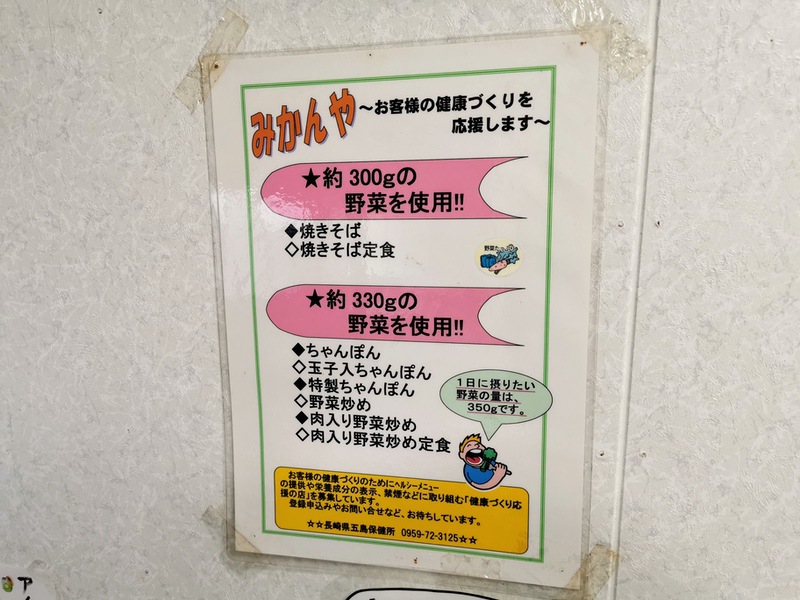 みかんや ～お客様の健康づくりを
応援します～
★約 300gの
野菜を使用!!
◆焼きそば
◇焼きそば定食
★約 330gの
野菜を使用!!
◆ちゃんぽん
◇玉子入ちゃんぽん
◆特製ちゃんぽん
◇野菜炒め
◆肉入り野菜炒め
◇肉入り野菜炒め定食
1日に摂りたい
野菜の量は、
350gです。
お客様の健康づくりのためにヘルシーメニュー
の提供や栄養成分の表示、禁煙などに取り組む「健康づくり応
援の店」を募集しています。
登録申込みやお問い合せなど、お待ちしています。
☆☆長崎県五島保健所 0959-72-3125☆☆